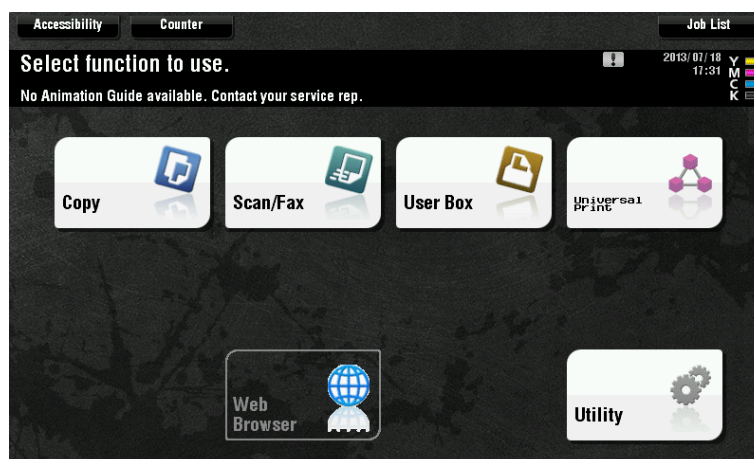 Accessibility
Counter
Job List
Select function to use.
2013/07/18
17:31
No Animation Guide available. Contact your service rep.
Y
M
C
K
Copy
Scan/Fax
User Box
Universal
Print
Web
Browser
Utility